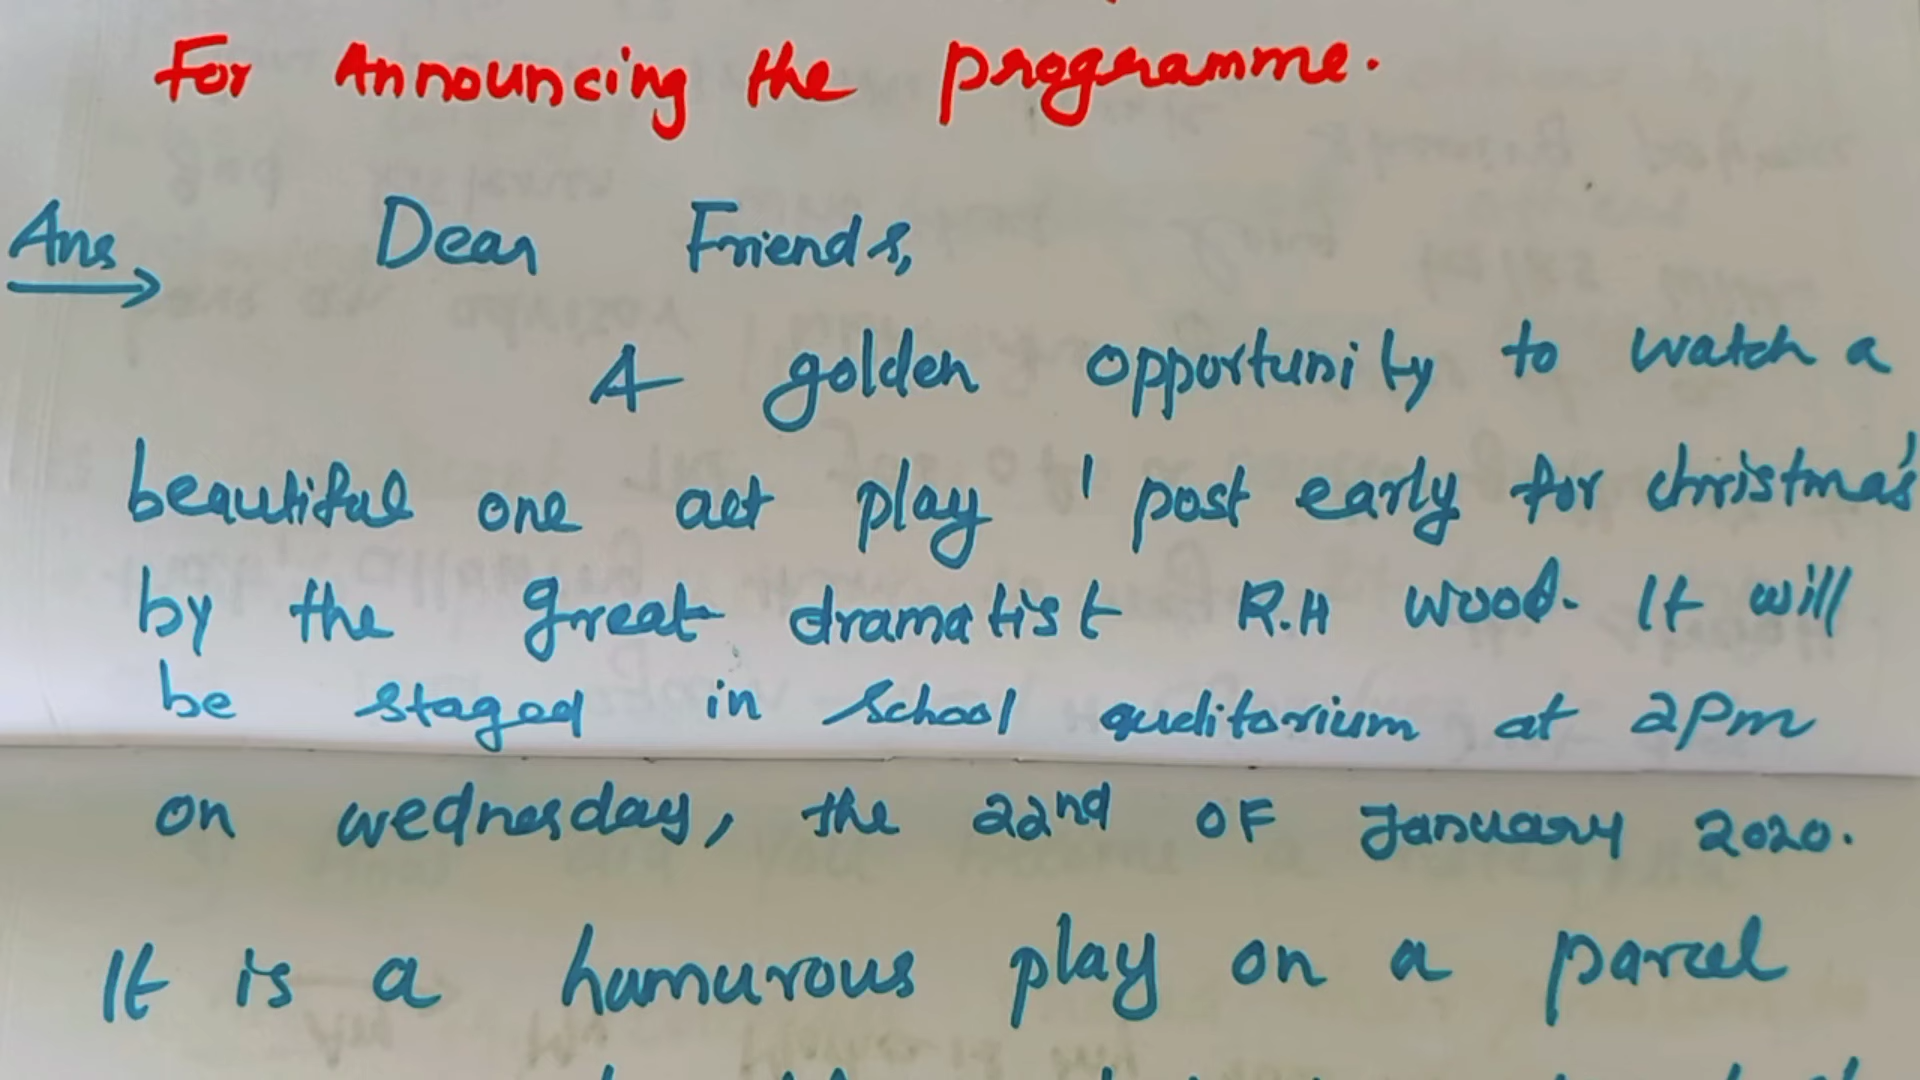 For Announcing the programme.
Ans Dear Friends,
A golden opportunity to watch a
beautiful one act play ' post early for christmas'
by the great dramatist R.H wood. It will
be staged in School auditorium at 2pm
on wednesday, the 22nd OF January 2020.
It is a humurous play on a parcel